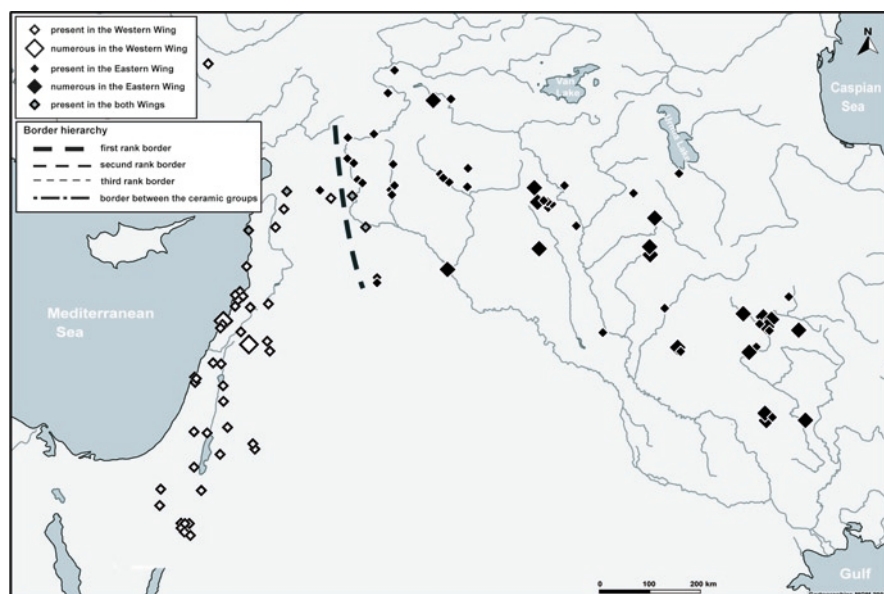 present in the Western Wing
numerous in the Western Wing
present in the Eastern Wing
numerous in the Eastern Wing
present in the both Wings
Border hierarchy
first rank border
second rank border
third rank border
border between the ceramic groups
N
Van
Lake
Caspian
Sea
Lake
Mediterranean
Sea
Gulf
0 100 200 km